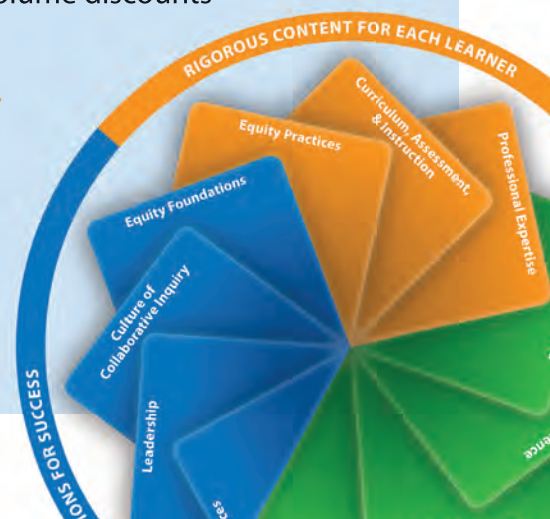 discounts
RIGOROUS CONTENT FOR EACH LEARNER
Curriculum, Assessment,
& Instruction
Equity Practices
Professional Expertise
Equity Foundations
Culture of
Collaborative Inquiry
Leadership
FOR SUCCESS